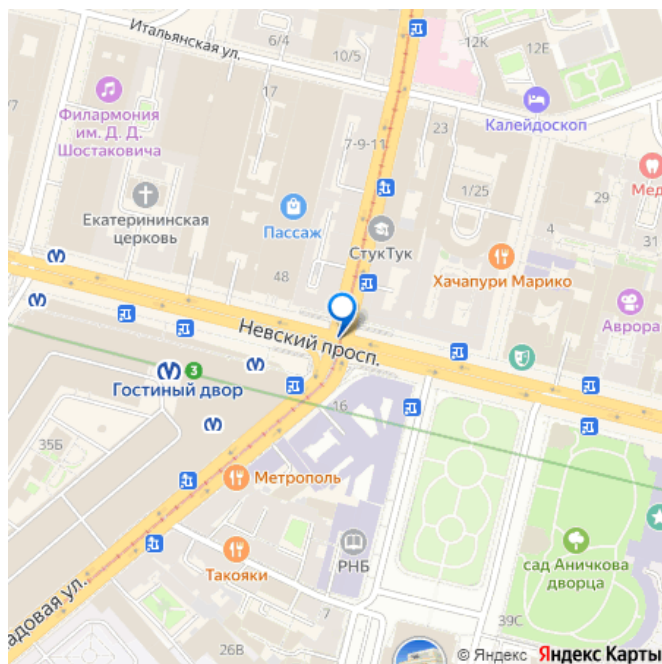 Итальянская ул.
6/4
10/5
12К
12Е
17
Филармония
им. Д. Д.
Шостаковича
7-9-11
23
Калейдоскоп
Мед
1/25
29
31
Екатерининская
церковь
Пассаж
СтукТук
4
48
Хачапури Марико
Аврора
Невский просп.
3
Гостиный двор
16
35Б
Метрополь
РНБ
сад Аничкова
дворца
Такояки
7
адовая ул.
26В
39С
© Яндекс Яндекс Карты